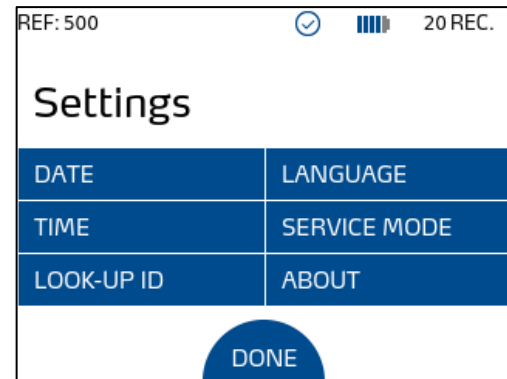 REF: 500 20 REC.
Settings
DATE LANGUAGE
TIME SERVICE MODE
LOOK-UP ID ABOUT
DONE